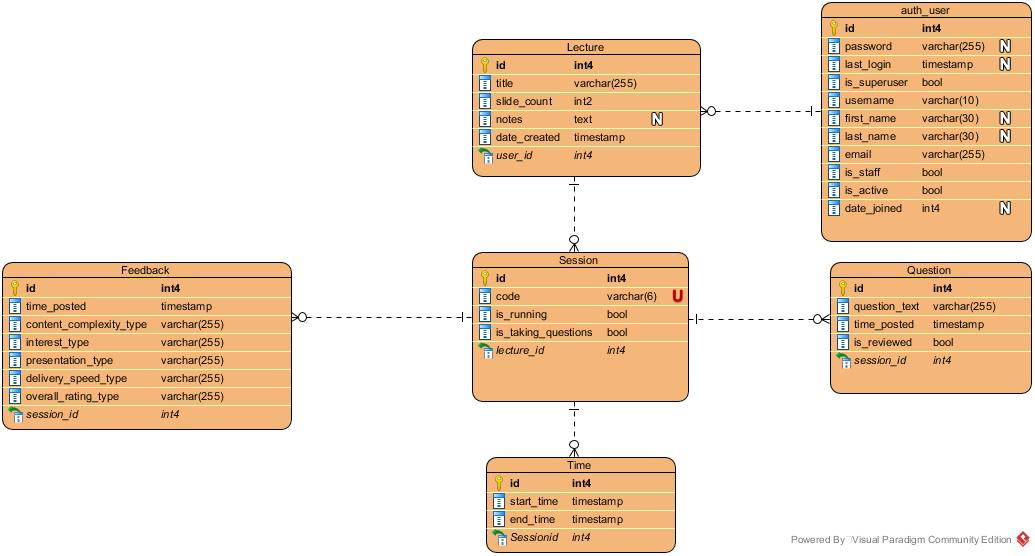 auth_user
id int4
password varchar(255) N
last_login timestamp N
is_superuser bool
username varchar(10)
first_name varchar(30) N
last_name varchar(30) N
email varchar(255)
is_staff bool
is_active bool
date_joined int4 N
Lecture
id int4
title varchar(255)
slide_count int2
notes text N
date_created timestamp
user_id int4
Session
id int4
code varchar(6) U
is_running bool
is_taking_questions bool
lecture_id int4
Feedback
id int4
time_posted timestamp
content_complexity_type varchar(255)
interest_type varchar(255)
presentation_type varchar(255)
delivery_speed_type varchar(255)
overall_rating_type varchar(255)
session_id int4
Question
id int4
question_text varchar(255)
time_posted timestamp
is_reviewed bool
session_id int4
Time
id int4
start_time timestamp
end_time timestamp
Sessionid int4
Powered By Visual Paradigm Community Edition